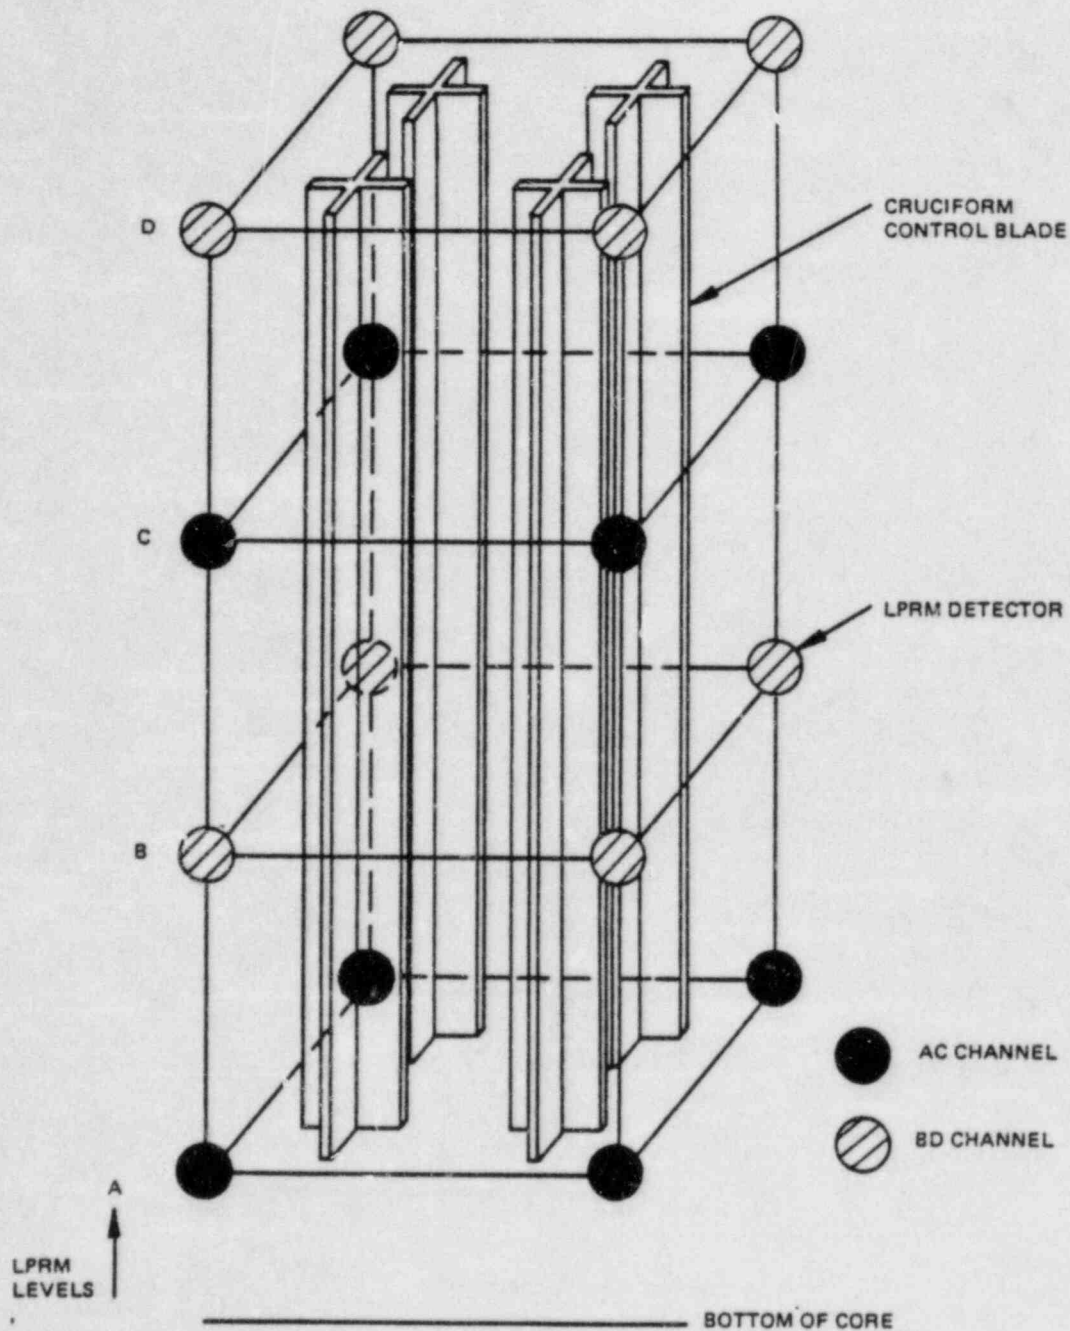 D
CRUCIFORM
CONTROL BLADE
C
LPRM DETECTOR
B
AC CHANNEL
BD CHANNEL
A
LPRM
LEVELS
BOTTOM OF CORE